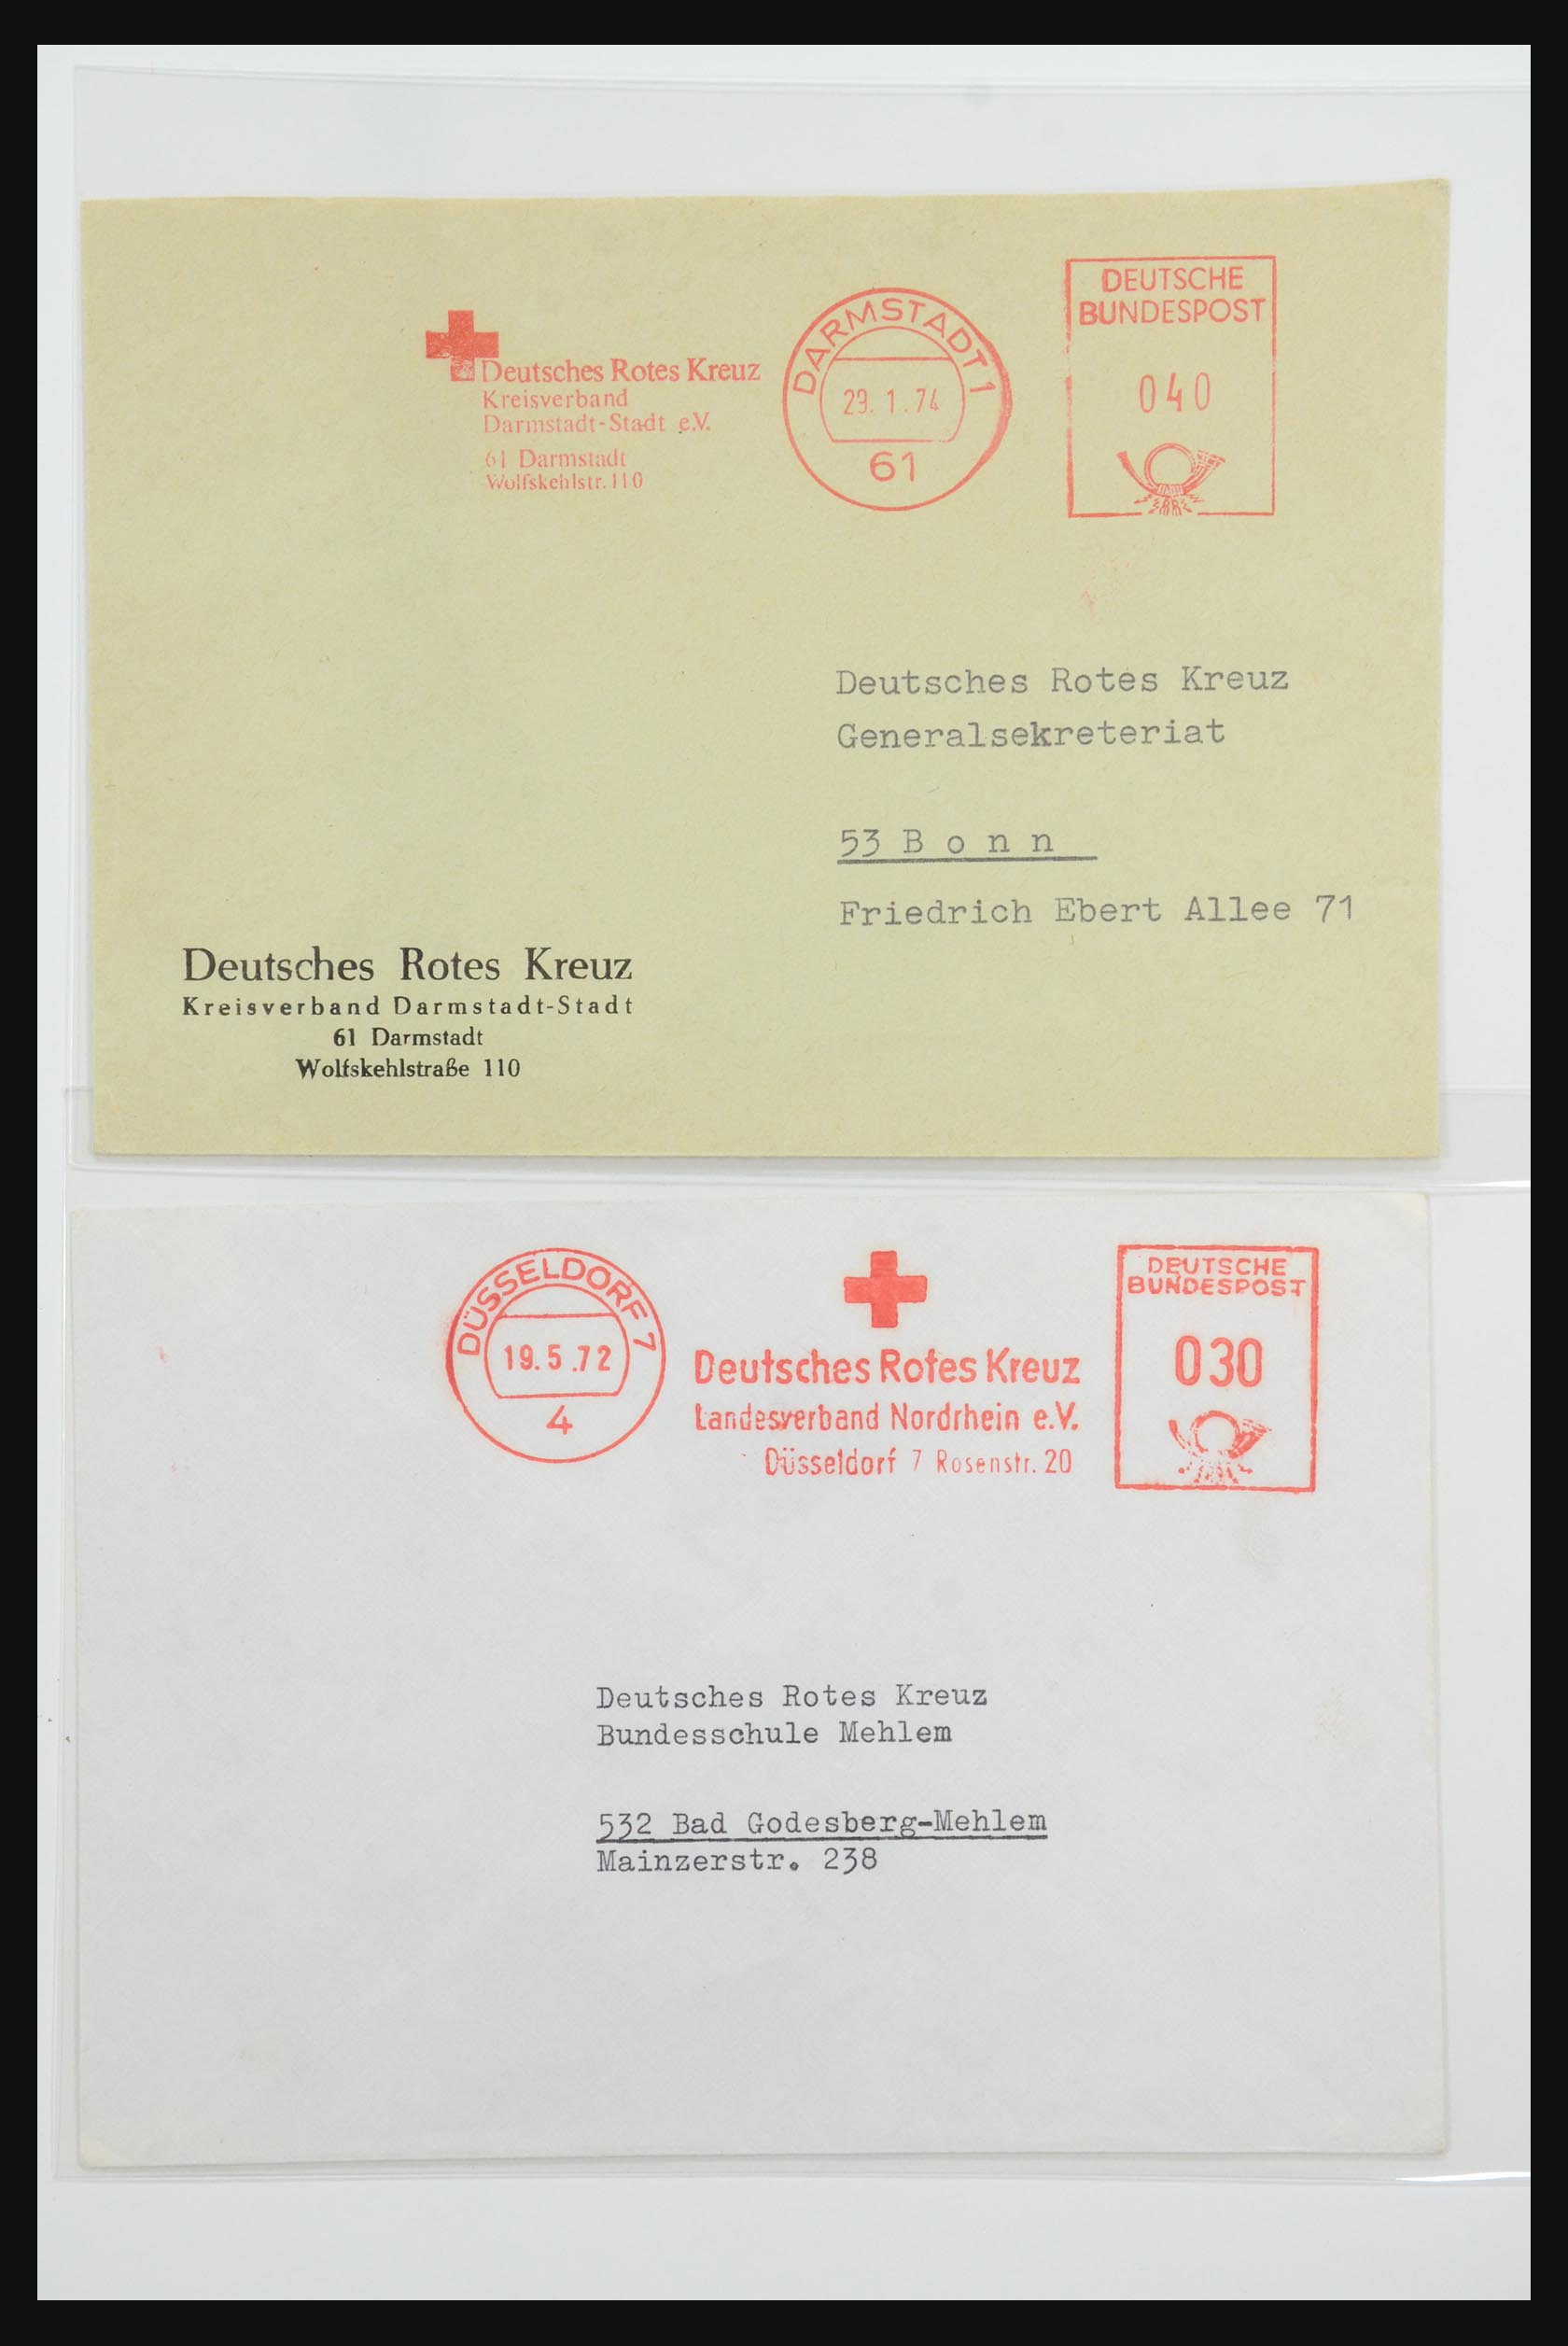 Deutsches Rotes Kreuz
Kreisverband
Darmstadt-Stadt e.V.
61 Darmstadt
Wolfskehlstr. 110
DARMSTADT 1
29. 1. 74
61
DEUTSCHE
BUNDESPOST
040
Deutsches Rotes Kreuz
Generalsekreteriat
53 B o n n
Friedrich Ebert Allee 71
Deutsches Rotes Kreuz
Kreisverband Darmstadt-Stadt
61 Darmstadt
Wolfskehlstraße 110
DÜSSELDORF 7
19. 5 .72
4
Deutsches Rotes Kreuz
Landesverband Nordrhein e.V.
Düsseldorf 7 Rosenstr. 20
DEUTSCHE
BUNDESPOST
030
Deutsches Rotes Kreuz
Bundesschule Mehlem
532 Bad Godesberg-Mehlem
Mainzerstr. 238